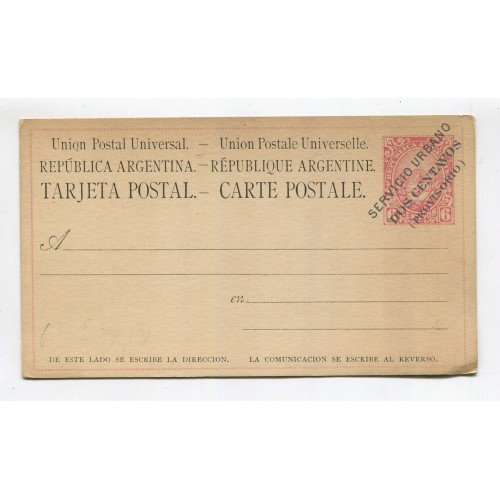 Union Postal Universal. — Union Postale Universelle.
REPÚBLICA ARGENTINA. — RÉPUBLIQUE ARGENTINE.
TARJETA POSTAL. — CARTE POSTALE.
SERVICIO URBANO
DOS CENTAVOS
(PROVISORIO)
6
A
en
DE ESTE LADO SE ESCRIBE LA DIRECCION. LA COMUNICACION SE ESCRIBE AL REVERSO.